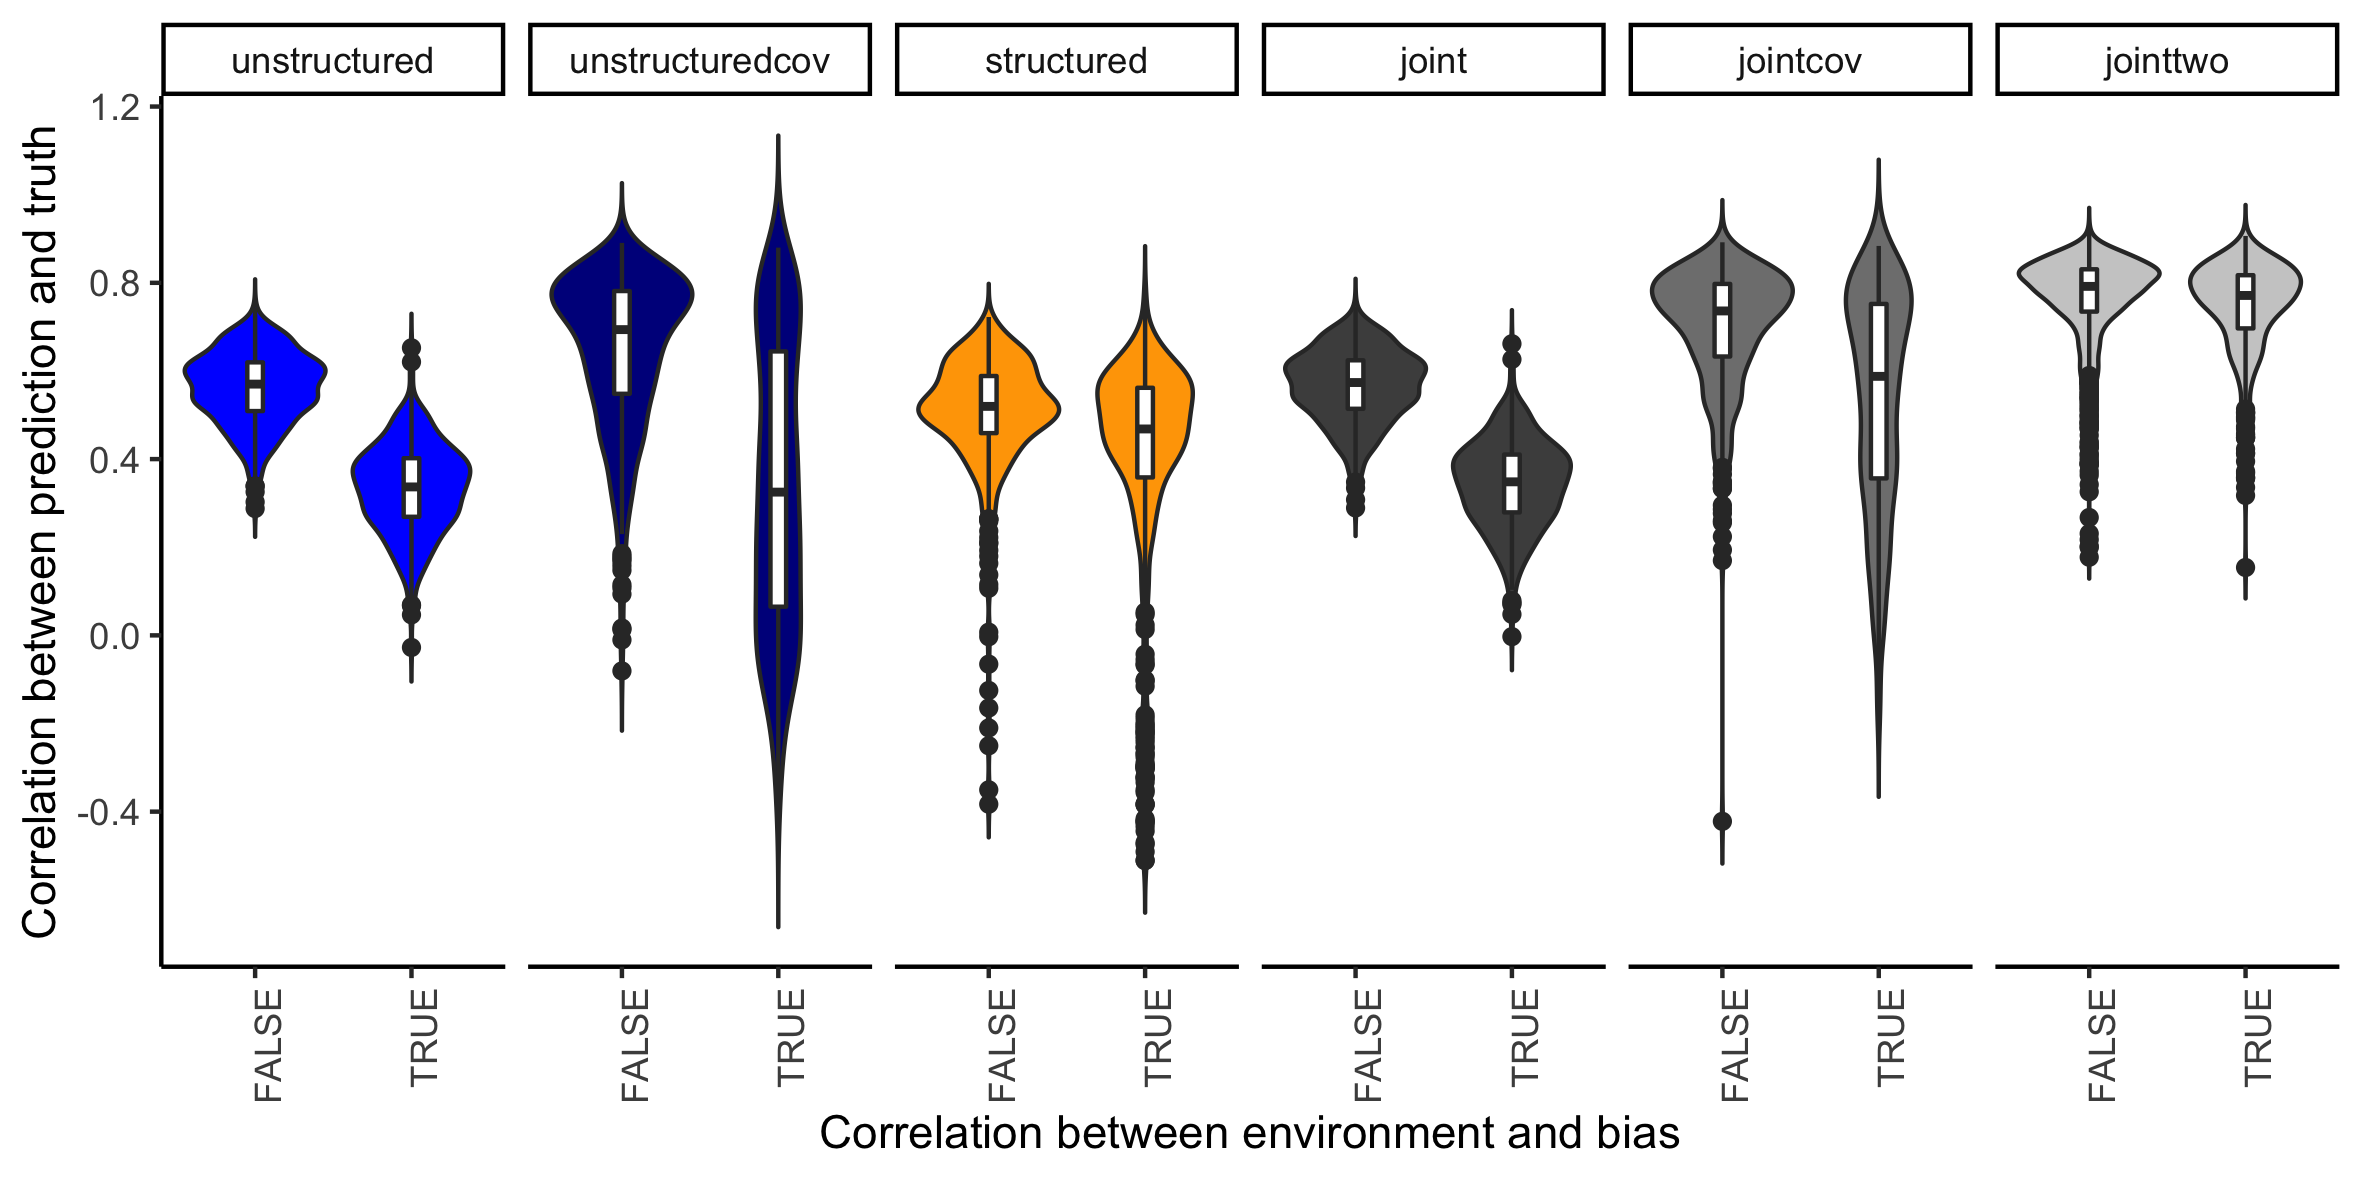 unstructured
unstructuredcov
structured
joint
jointcov
jointtwo
Correlation between prediction and truth
1.2
0.8
0.4
0.0
-0.4
FALSE
TRUE
FALSE
TRUE
FALSE
TRUE
FALSE
TRUE
FALSE
TRUE
FALSE
TRUE
Correlation between environment and bias